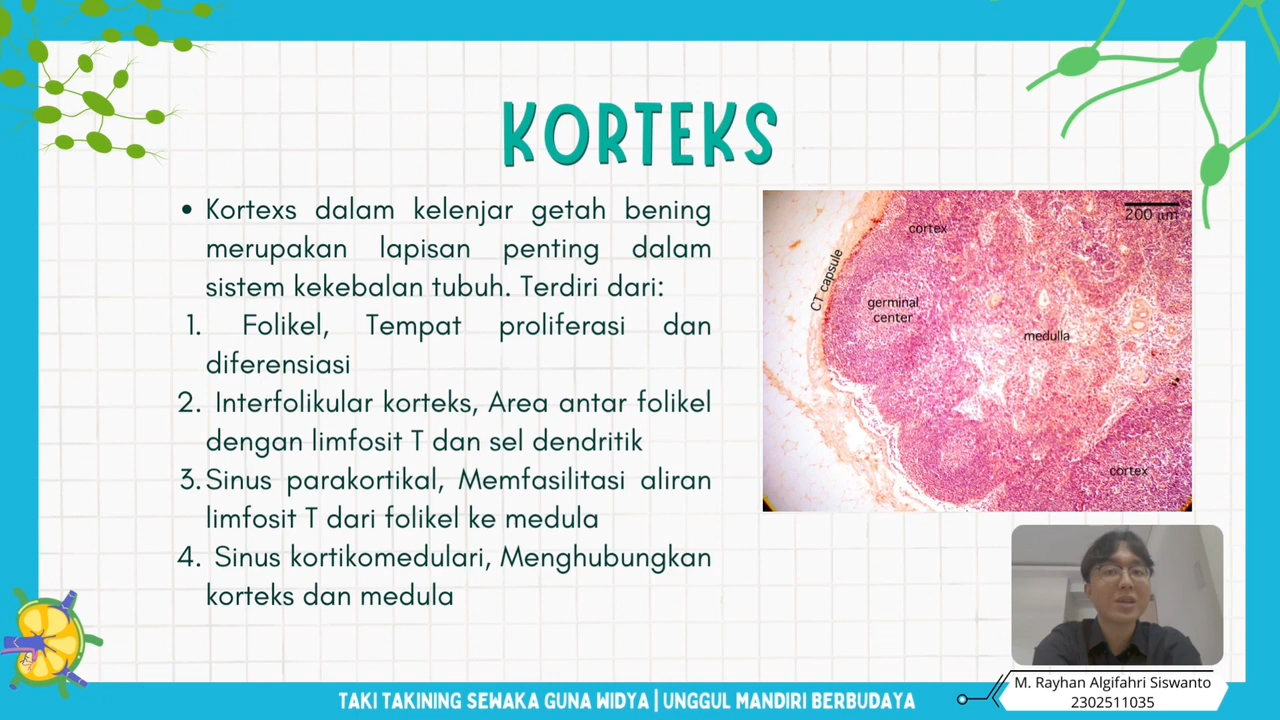 KORTEKS
• Kortexs dalam kelenjar getah bening
merupakan lapisan penting dalam
sistem kekebalan tubuh. Terdiri dari:
1. Folikel, Tempat proliferasi dan
diferensiasi
2. Interfolikular korteks, Area antar folikel
dengan limfosit T dan sel dendritik
3. Sinus parakortikal, Memfasilitasi aliran
limfosit T dari folikel ke medula
4. Sinus kortikomedulari, Menghubungkan
korteks dan medula
200 µm
cortex
CT capsule
germinal
center
medulla
cortex
M. Rayhan Algifahri Siswanto
2302511035
TAKI TAKINING SEWAKA GUNA WIDYA | UNGGUL MANDIRI BERBUDAYA